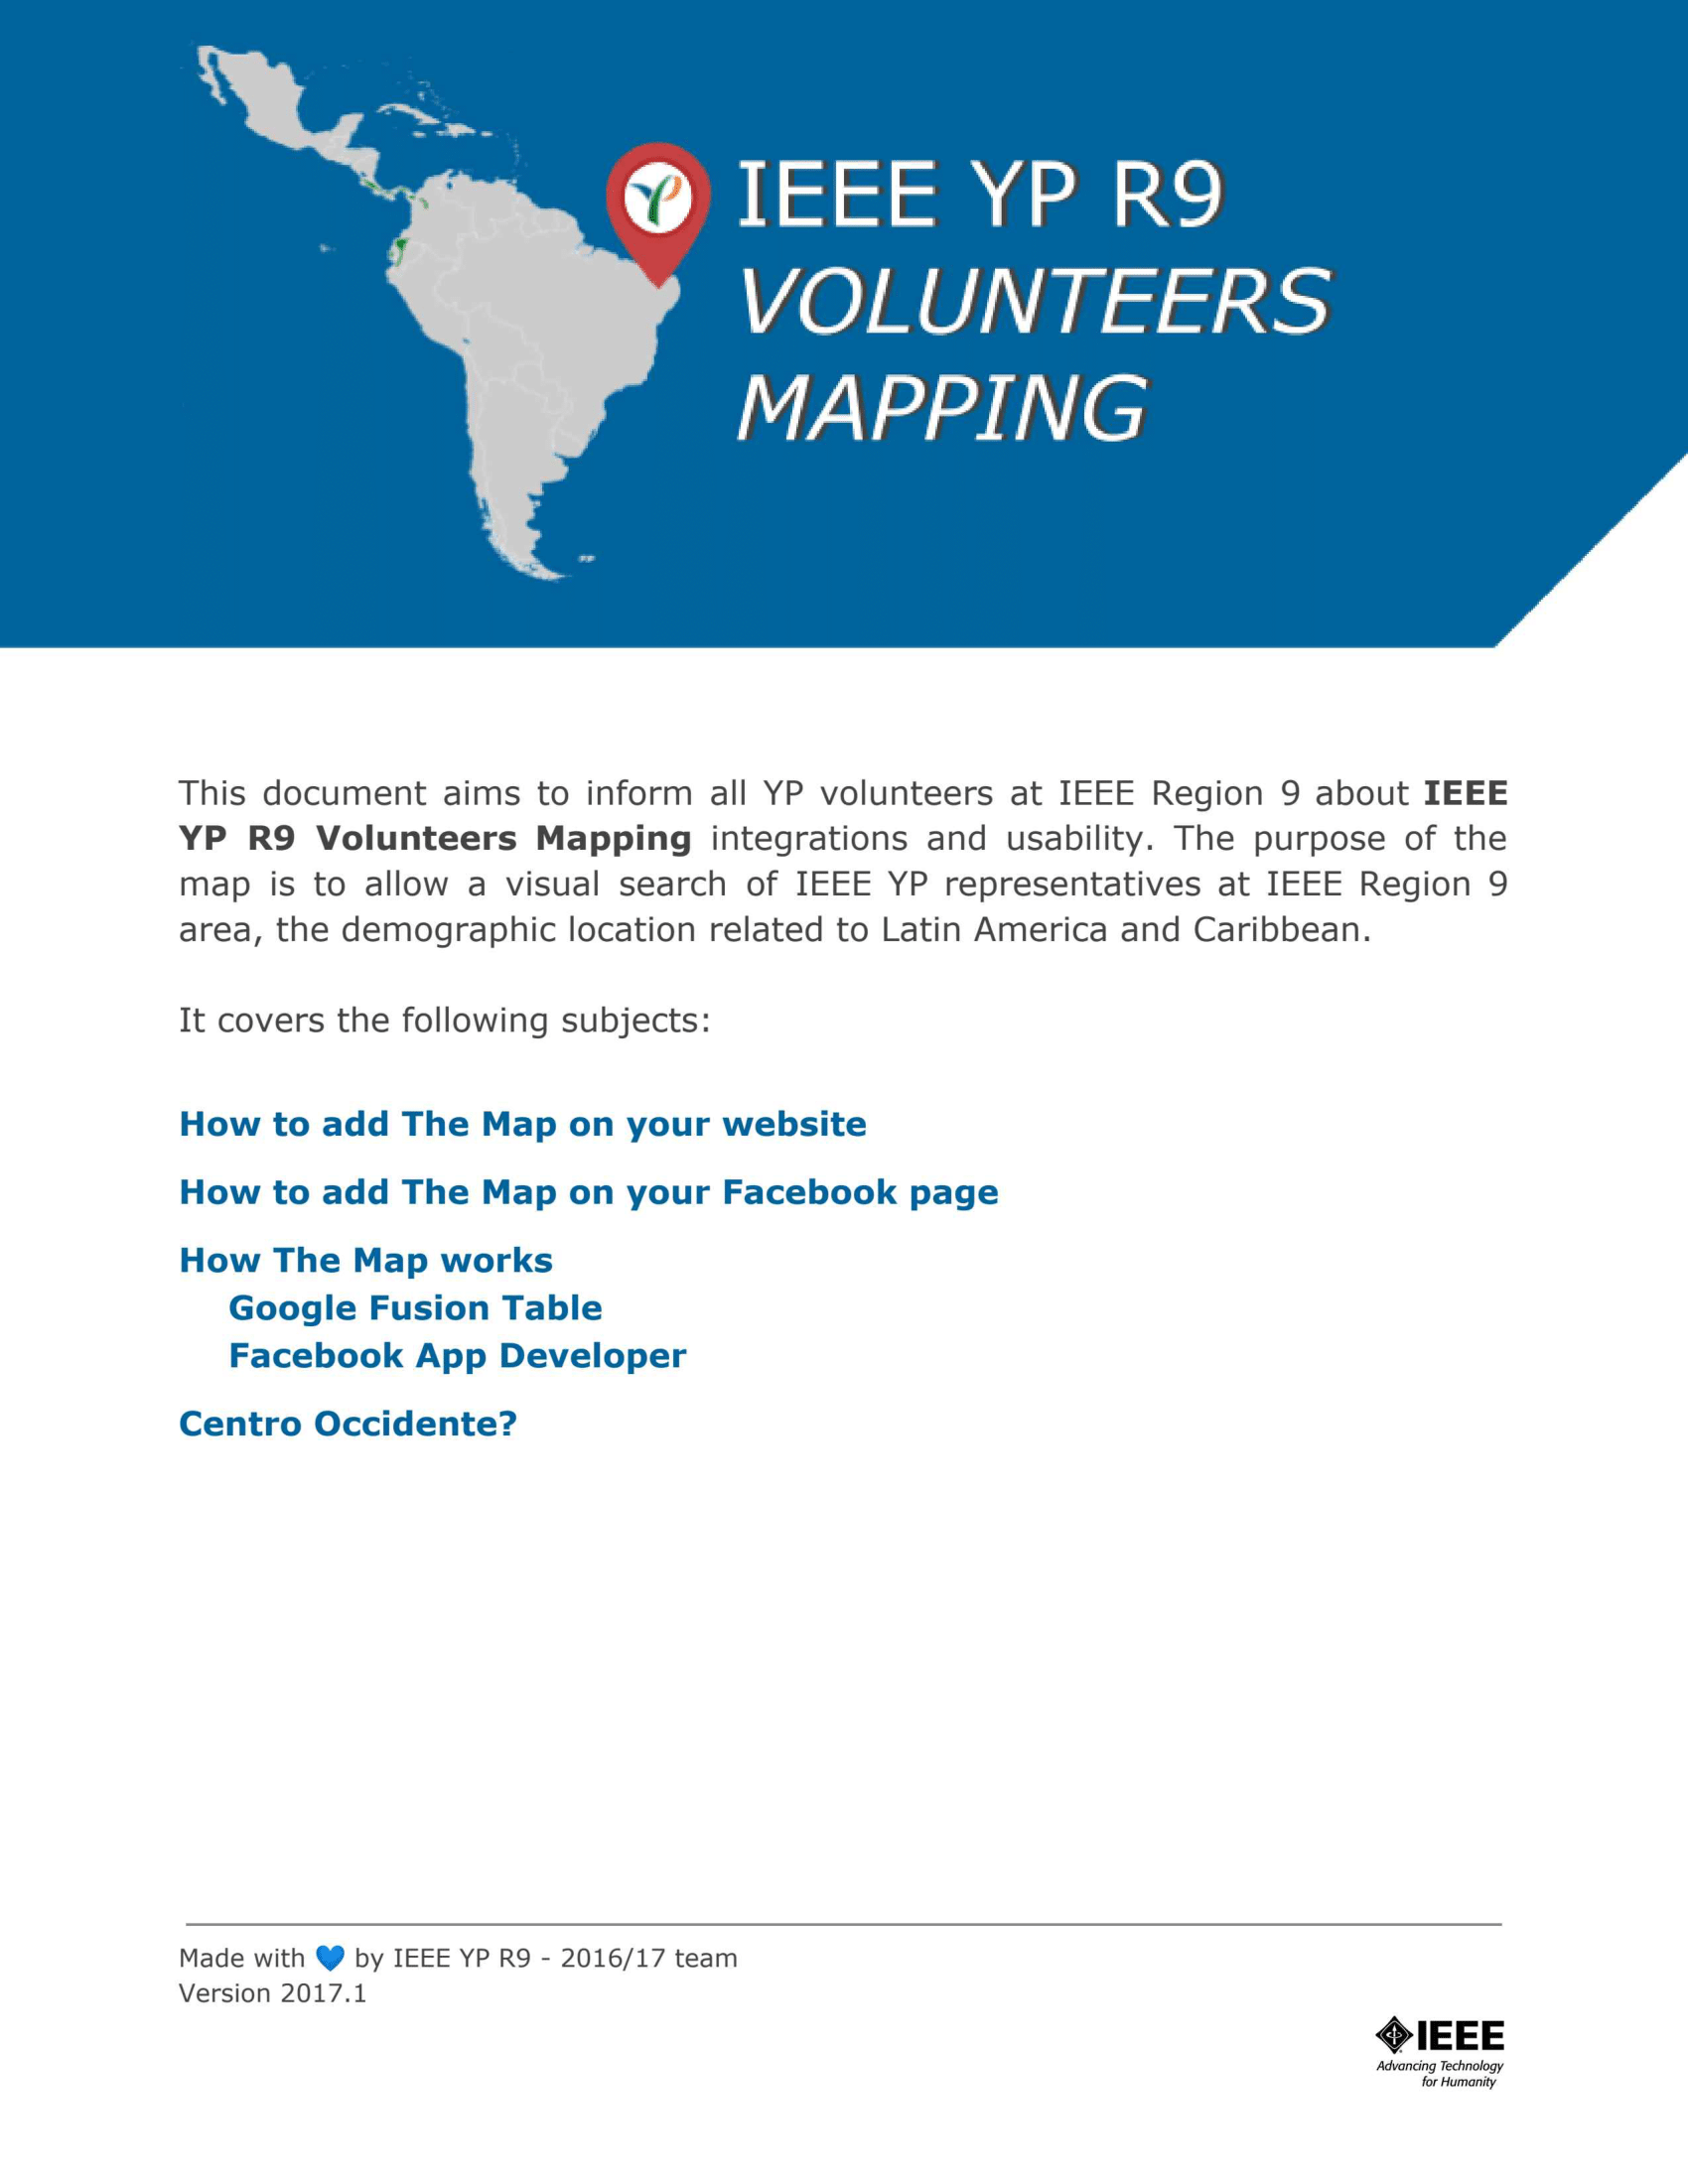 IEEE YP R9
VOLUNTEERS
MAPPING
This document aims to inform all YP volunteers at IEEE Region 9 about IEEE
YP R9 Volunteers Mapping integrations and usability. The purpose of the
map is to allow a visual search of IEEE YP representatives at IEEE Region 9
area, the demographic location related to Latin America and Caribbean.
It covers the following subjects:
How to add The Map on your website
How to add The Map on your Facebook page
How The Map works
Google Fusion Table
Facebook App Developer
Centro Occidente?
Made with 💙 by IEEE YP R9 - 2016/17 team
Version 2017.1
IEEE
Advancing Technology
for Humanity